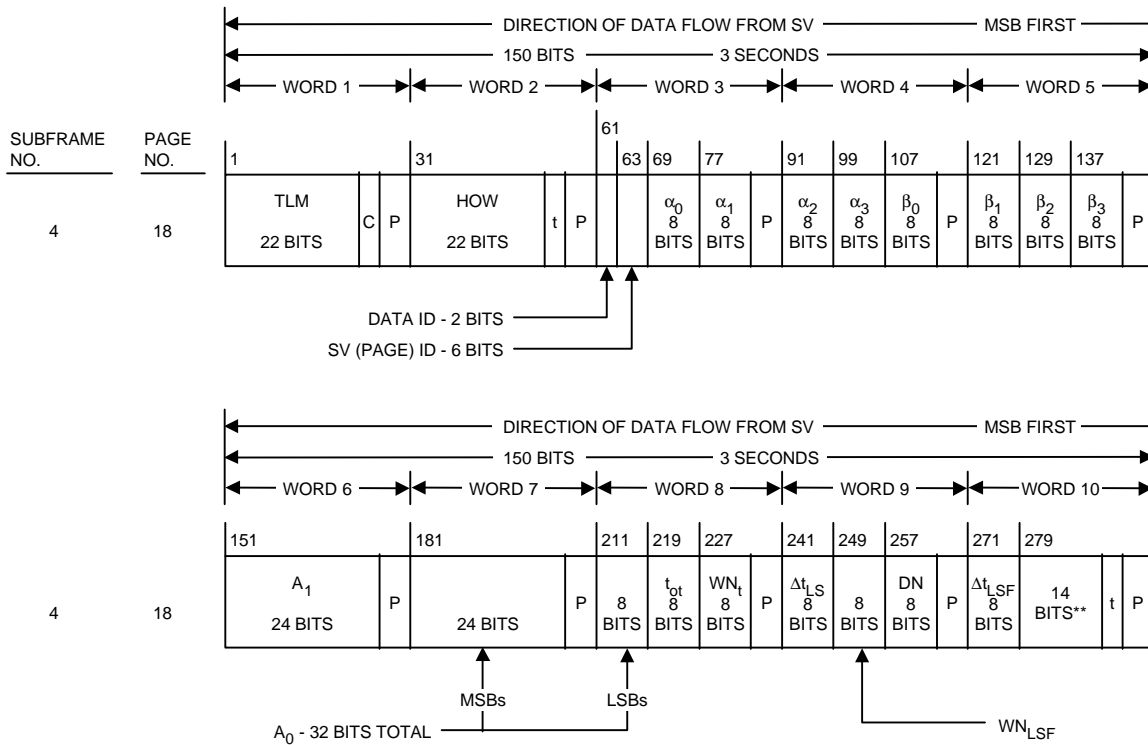 DIRECTION OF DATA FLOW FROM SV MSB FIRST
150 BITS 3 SECONDS
WORD 1 WORD 2 WORD 3 WORD 4 WORD 5
SUBFRAME NO. PAGE NO.
1 31 61 63 69 77 91 99 107 121 129 137
4 18
TLM 22 BITS C P HOW 22 BITS t P α0 8 BITS α1 8 BITS P α2 8 BITS α3 8 BITS β0 8 BITS P β1 8 BITS β2 8 BITS β3 8 BITS P
DATA ID - 2 BITS
SV (PAGE) ID - 6 BITS
DIRECTION OF DATA FLOW FROM SV MSB FIRST
150 BITS 3 SECONDS
WORD 6 WORD 7 WORD 8 WORD 9 WORD 10
151 181 211 219 227 241 249 257 271 279
4 18
A1 24 BITS P 24 BITS P 8 BITS tot 8 BITS WNt 8 BITS P ΔtLS 8 BITS 8 BITS DN 8 BITS P ΔtLSF 8 BITS 14 BITS** t P
MSBs LSBs
A0 - 32 BITS TOTAL
WNLSF